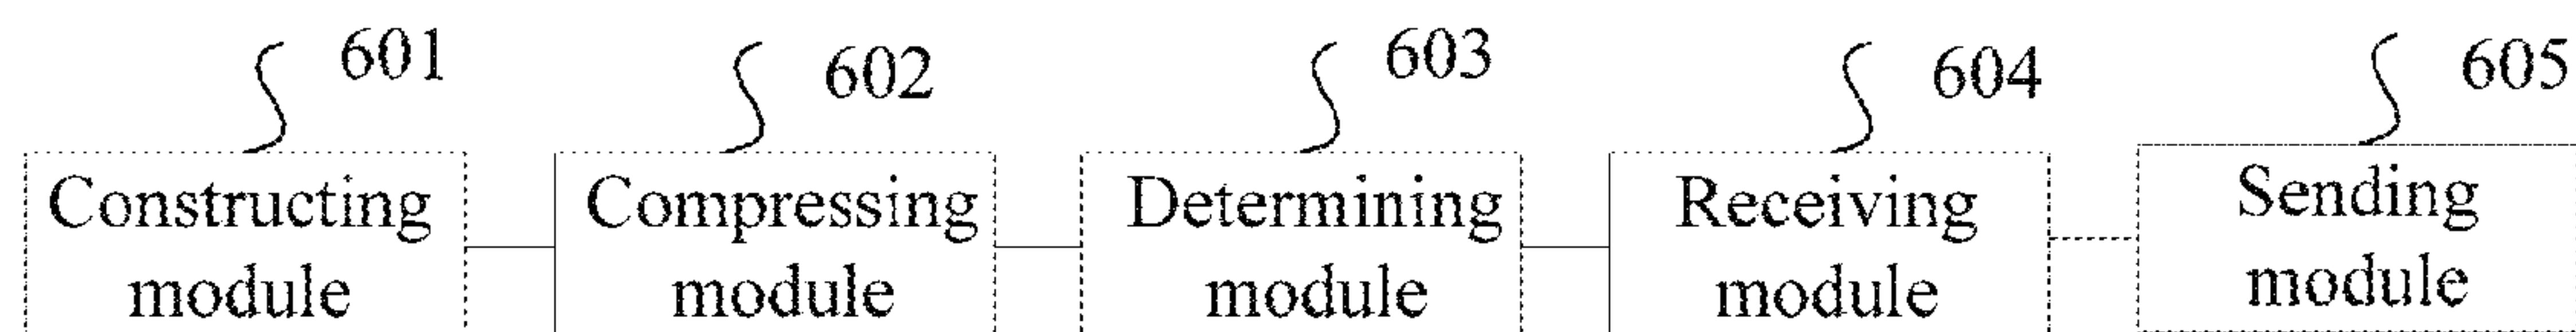 601
602
603
604
605
Constructing
module
Compressing
module
Determining
module
Receiving
module
Sending
module